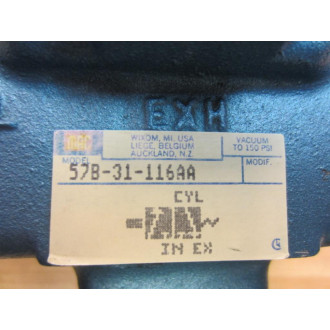 EXH
WIXOM, MI. USA
LIEGE, BELGIUM
AUCKLAND, N.Z.
VACUUM
TO 150 PSI
MODEL
MODIF.
57B-31-116AA
CYL
IN EX